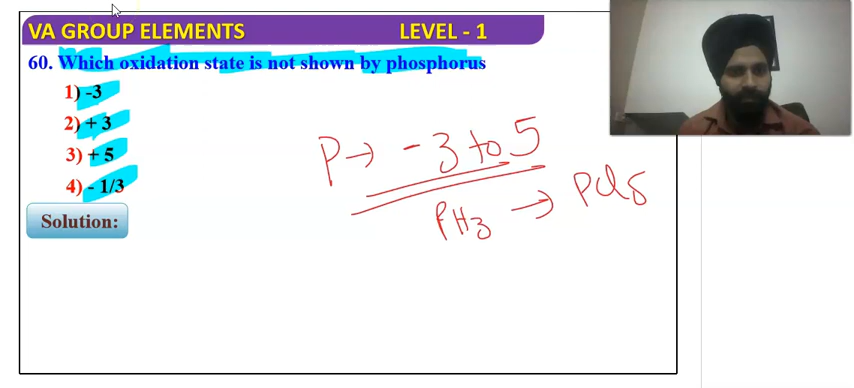 VA GROUP ELEMENTS LEVEL - 1
60. Which oxidation state is not shown by phosphorus
1) -3
2) + 3
3) + 5
4) - 1/3
Solution:
P → -3 to 5
PH3 → PCl5